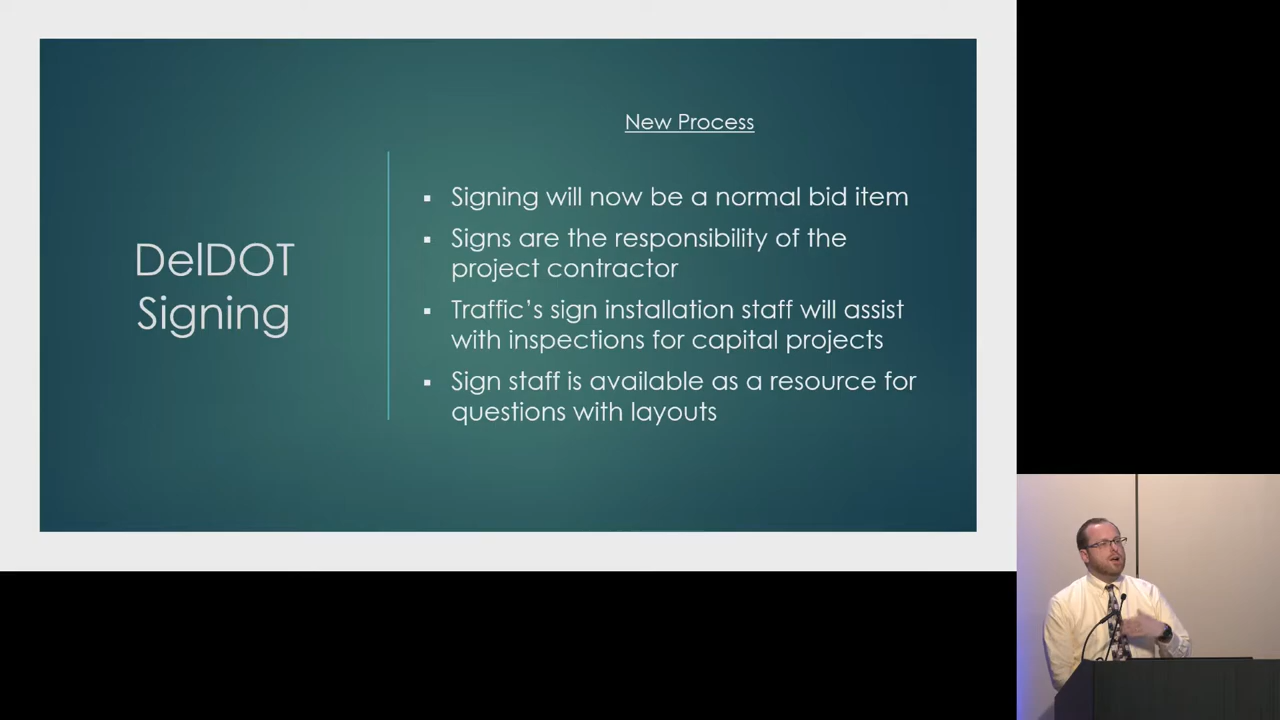 New Process
DelDOT
Signing
▪ Signing will now be a normal bid item
▪ Signs are the responsibility of the
project contractor
▪ Traffic’s sign installation staff will assist
with inspections for capital projects
▪ Sign staff is available as a resource for
questions with layouts